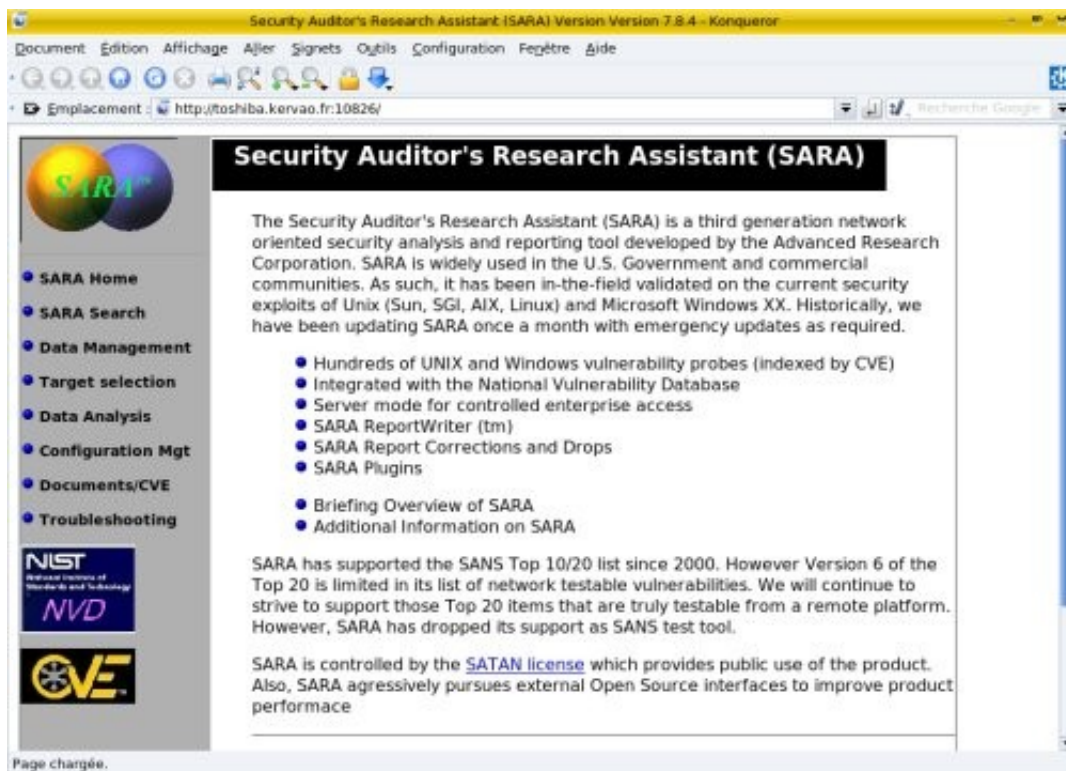 Security Auditor's Research Assistant (SARA) Version Version 7.8.4 - Konqueror
Document Édition Affichage Aller Signets Outils Configuration Fenêtre Aide
Emplacement : http://toshiba.kervao.fr:10826/
Recherche Google
SARA
SARA Home
SARA Search
Data Management
Target selection
Data Analysis
Configuration Mgt
Documents/CVE
Troubleshooting
NIST
National Institute of
Standards and Technology
NVD
CVE
Security Auditor's Research Assistant (SARA)
The Security Auditor's Research Assistant (SARA) is a third generation network
oriented security analysis and reporting tool developed by the Advanced Research
Corporation. SARA is widely used in the U.S. Government and commercial
communities. As such, it has been in-the-field validated on the current security
exploits of Unix (Sun, SGI, AIX, Linux) and Microsoft Windows XX. Historically, we
have been updating SARA once a month with emergency updates as required.
Hundreds of UNIX and Windows vulnerability probes (indexed by CVE)
Integrated with the National Vulnerability Database
Server mode for controlled enterprise access
SARA ReportWriter (tm)
SARA Report Corrections and Drops
SARA Plugins
Briefing Overview of SARA
Additional Information on SARA
SARA has supported the SANS Top 10/20 list since 2000. However Version 6 of the
Top 20 is limited in its list of network testable vulnerabilities. We will continue to
strive to support those Top 20 items that are truly testable from a remote platform.
However, SARA has dropped its support as SANS test tool.
SARA is controlled by the SATAN license which provides public use of the product.
Also, SARA agressively pursues external Open Source interfaces to improve product
performace
Page chargée.